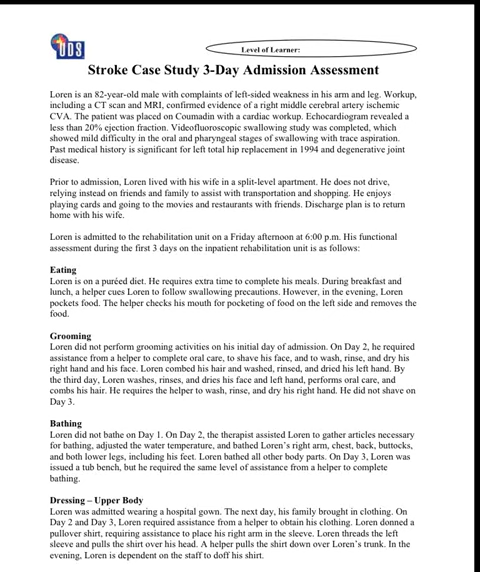 UDS
Level of Learner:
Stroke Case Study 3-Day Admission Assessment
Loren is an 82-year-old male with complaints of left-sided weakness in his arm and leg. Workup,
including a CT scan and MRI, confirmed evidence of a right middle cerebral artery ischemic
CVA. The patient was placed on Coumadin with a cardiac workup. Echocardiogram revealed a
less than 20% ejection fraction. Videofluoroscopic swallowing study was completed, which
showed mild difficulty in the oral and pharyngeal stages of swallowing with trace aspiration.
Past medical history is significant for left total hip replacement in 1994 and degenerative joint
disease.
Prior to admission, Loren lived with his wife in a split-level apartment. He does not drive,
relying instead on friends and family to assist with transportation and shopping. He enjoys
playing cards and going to the movies and restaurants with friends. Discharge plan is to return
home with his wife.
Loren is admitted to the rehabilitation unit on a Friday afternoon at 6:00 p.m. His functional
assessment during the first 3 days on the inpatient rehabilitation unit is as follows:
Eating
Loren is on a puréed diet. He requires extra time to complete his meals. During breakfast and
lunch, a helper cues Loren to follow swallowing precautions. However, in the evening, Loren
pockets food. The helper checks his mouth for pocketing of food on the left side and removes the
food.
Grooming
Loren did not perform grooming activities on his initial day of admission. On Day 2, he required
assistance from a helper to complete oral care, to shave his face, and to wash, rinse, and dry his
right hand and his face. Loren combed his hair and washed, rinsed, and dried his left hand. By
the third day, Loren washes, rinses, and dries his face and left hand, performs oral care, and
combs his hair. He requires the helper to wash, rinse, and dry his right hand. He did not shave on
Day 3.
Bathing
Loren did not bathe on Day 1. On Day 2, the therapist assisted Loren to gather articles necessary
for bathing, adjusted the water temperature, and bathed Loren's right arm, chest, back, buttocks,
and both lower legs, including his feet. Loren bathed all other body parts. On Day 3, Loren was
issued a tub bench, but he required the same level of assistance from a helper to complete
bathing.
Dressing – Upper Body
Loren was admitted wearing a hospital gown. The next day, his family brought in clothing. On
Day 2 and Day 3, Loren required assistance from a helper to obtain his clothing. Loren donned a
pullover shirt, requiring assistance to place his right arm in the sleeve. Loren threads the left
sleeve and pulls the shirt over his head. A helper pulls the shirt down over Loren's trunk. In the
evening, Loren is dependent on the staff to doff his shirt.